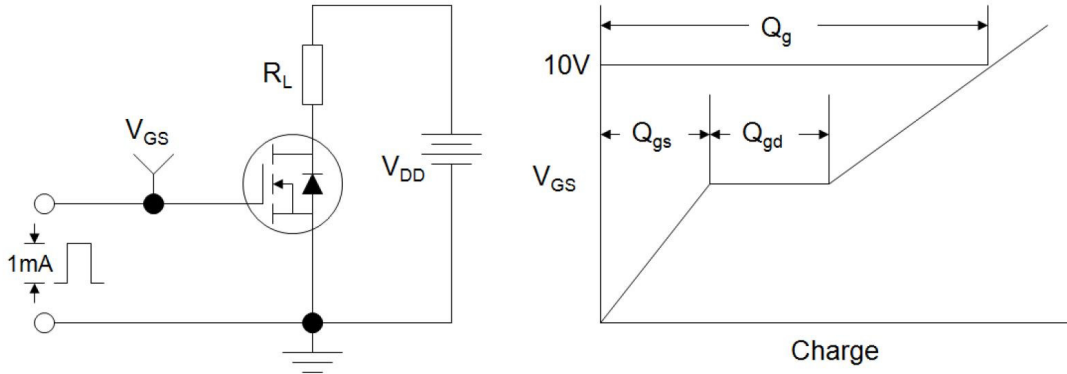 R_L
V_GS
V_DD
1mA
Q_g
10V
Q_gs
Q_gd
V_GS
Charge